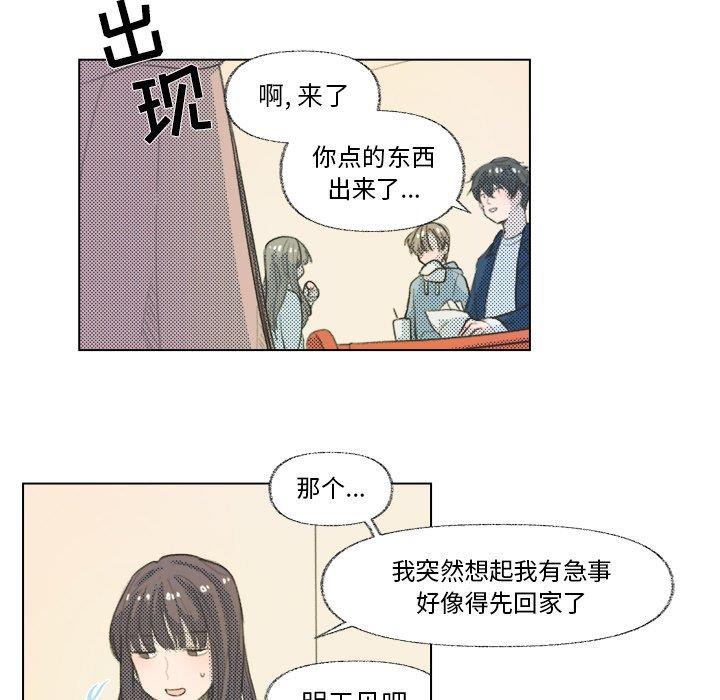 出现
啊，来了
你点的东西
出来了...
那个...
我突然想起我有急事
好像得先回家了